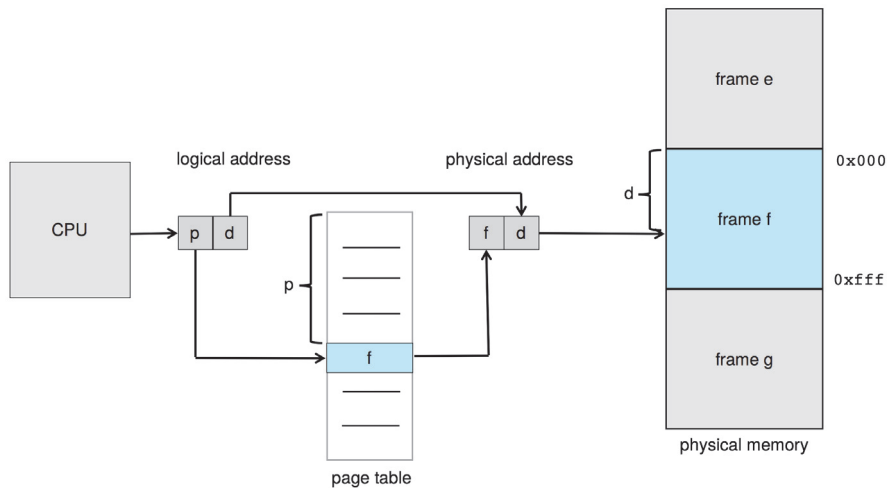 frame e
logical address
physical address
0x000
d
CPU
p
d
f
d
frame f
p
0xfff
f
frame g
physical memory
page table